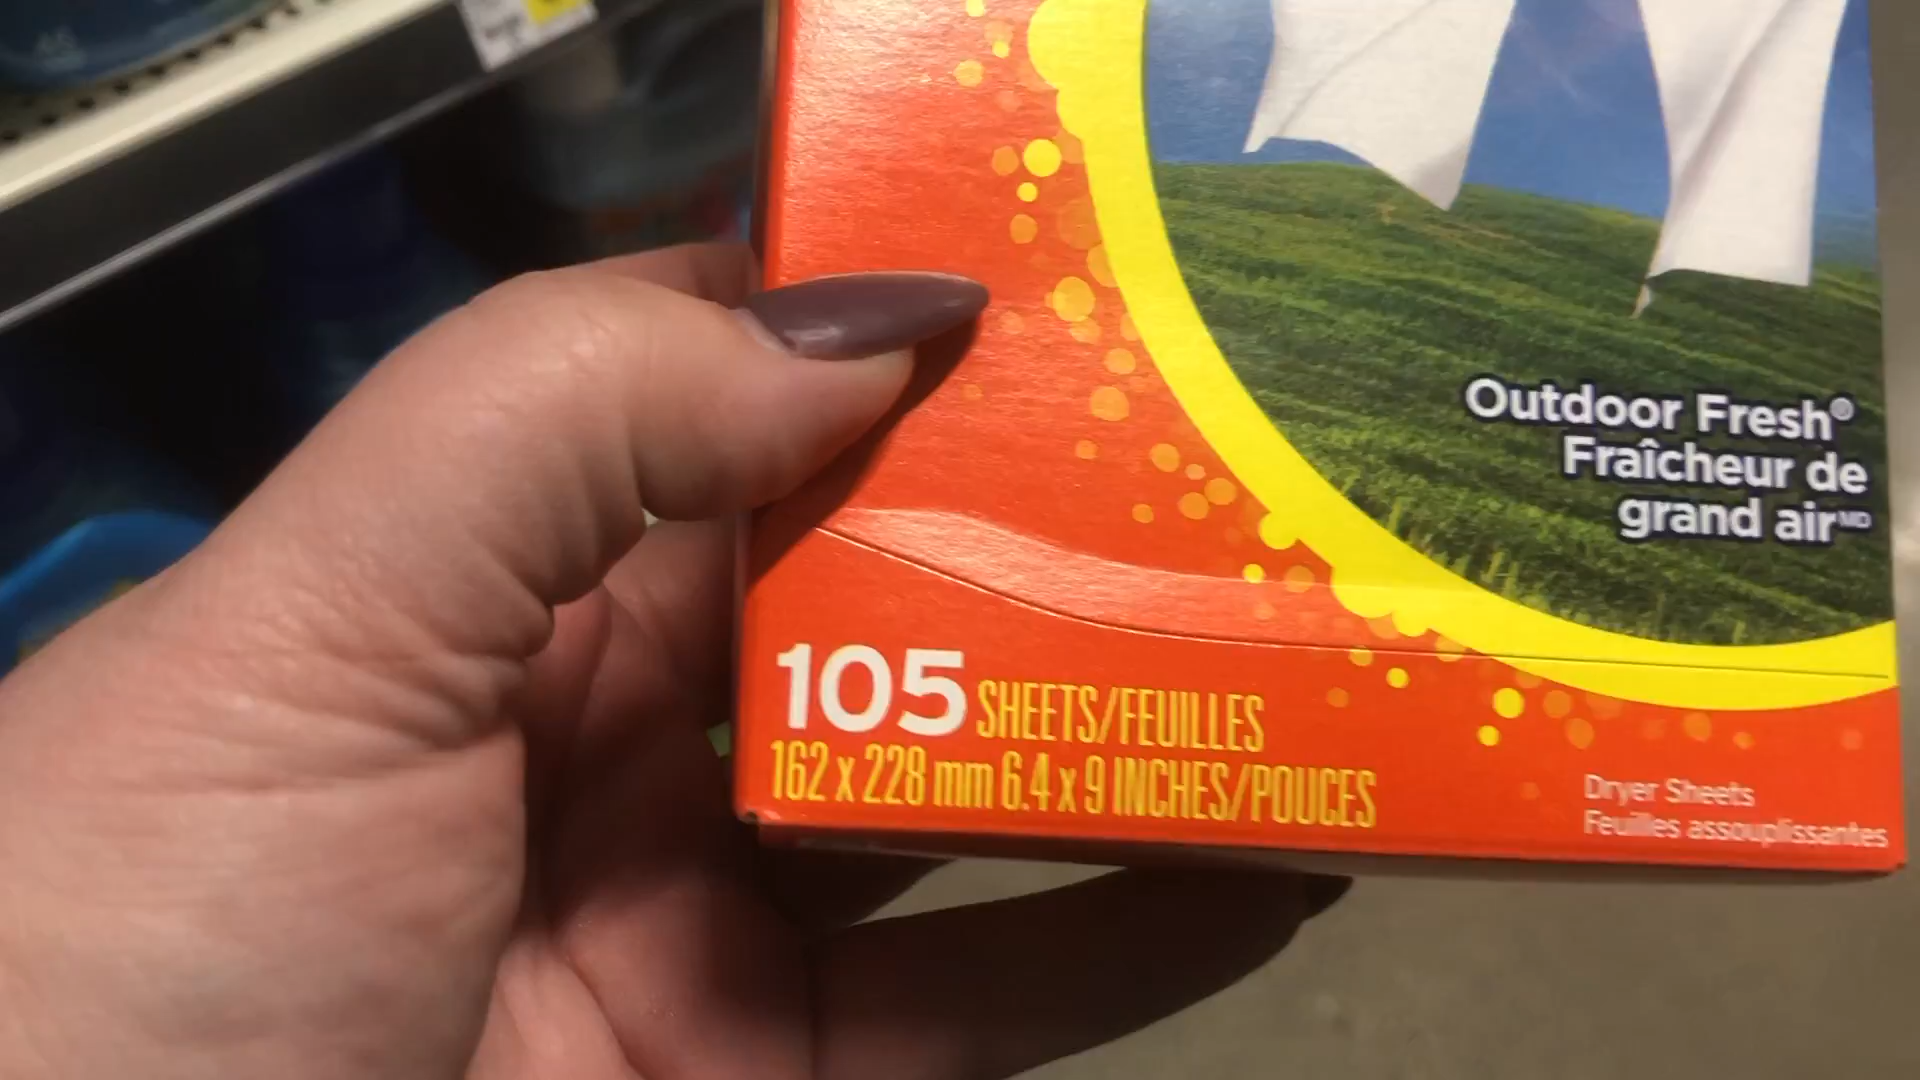 Outdoor Fresh®
Fraîcheur de
grand airMD
105 SHEETS/FEUILLES
162 x 228 mm 6.4 x 9 INCHES/POUCES
Dryer Sheets
Feuilles assouplissantes